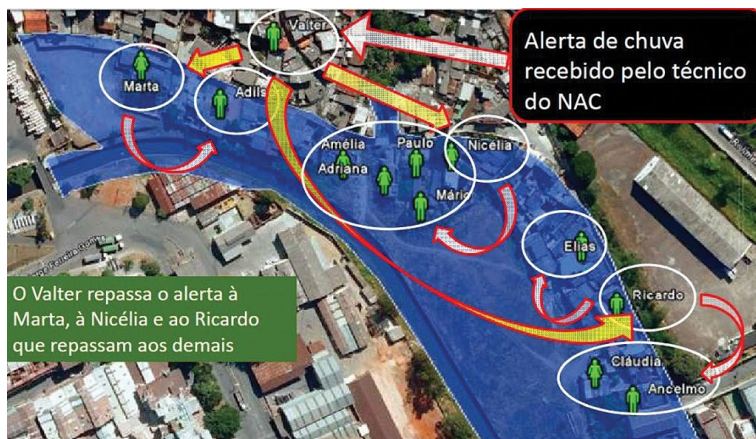 Valter
Alerta de chuva
recebido pelo técnico
do NAC
Marta
Adils
Amélia
Paulo
Nicélia
Adriana
Mário
Elias
Ricardo
O Valter repassa o alerta à
Marta, à Nicélia e ao Ricardo
que repassam aos demais
Cláudia
Ancelmo